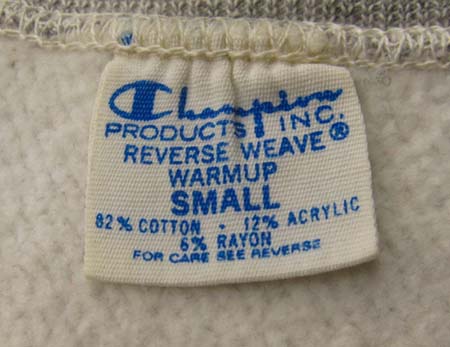 Champion
PRODUCTS INC.
REVERSE WEAVE®
WARMUP
SMALL
82% COTTON · 12% ACRYLIC
6% RAYON
FOR CARE SEE REVERSE